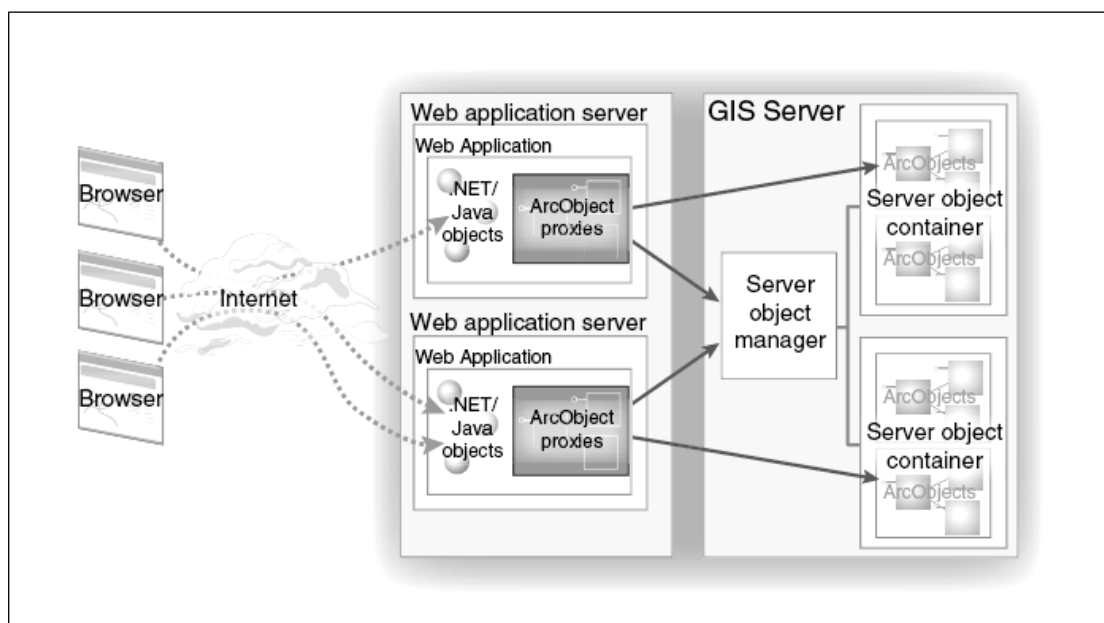 Browser
Browser
Browser
Internet
Web application server
Web Application
.NET/
Java
objects
ArcObject
proxies
Web application server
Web Application
.NET/
Java
objects
ArcObject
proxies
GIS Server
Server
object
manager
ArcObjects
Server object
container
ArcObjects
ArcObjects
Server object
container
ArcObjects